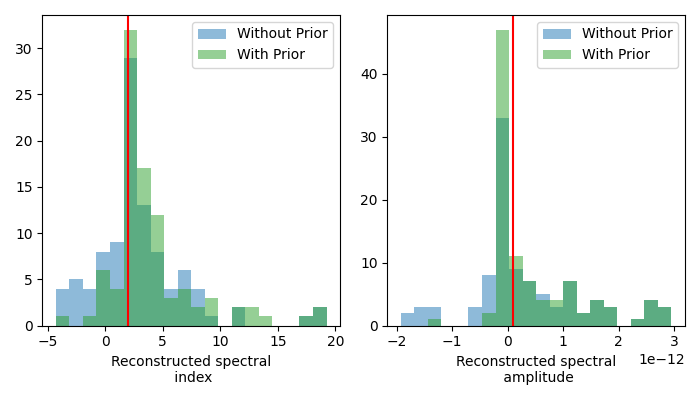 Without Prior
With Prior
30
25
20
15
10
5
0
−5
0
5
10
15
20
Reconstructed spectral
index
Without Prior
With Prior
40
30
20
10
0
−2
−1
0
1
2
3
1e−12
Reconstructed spectral
amplitude